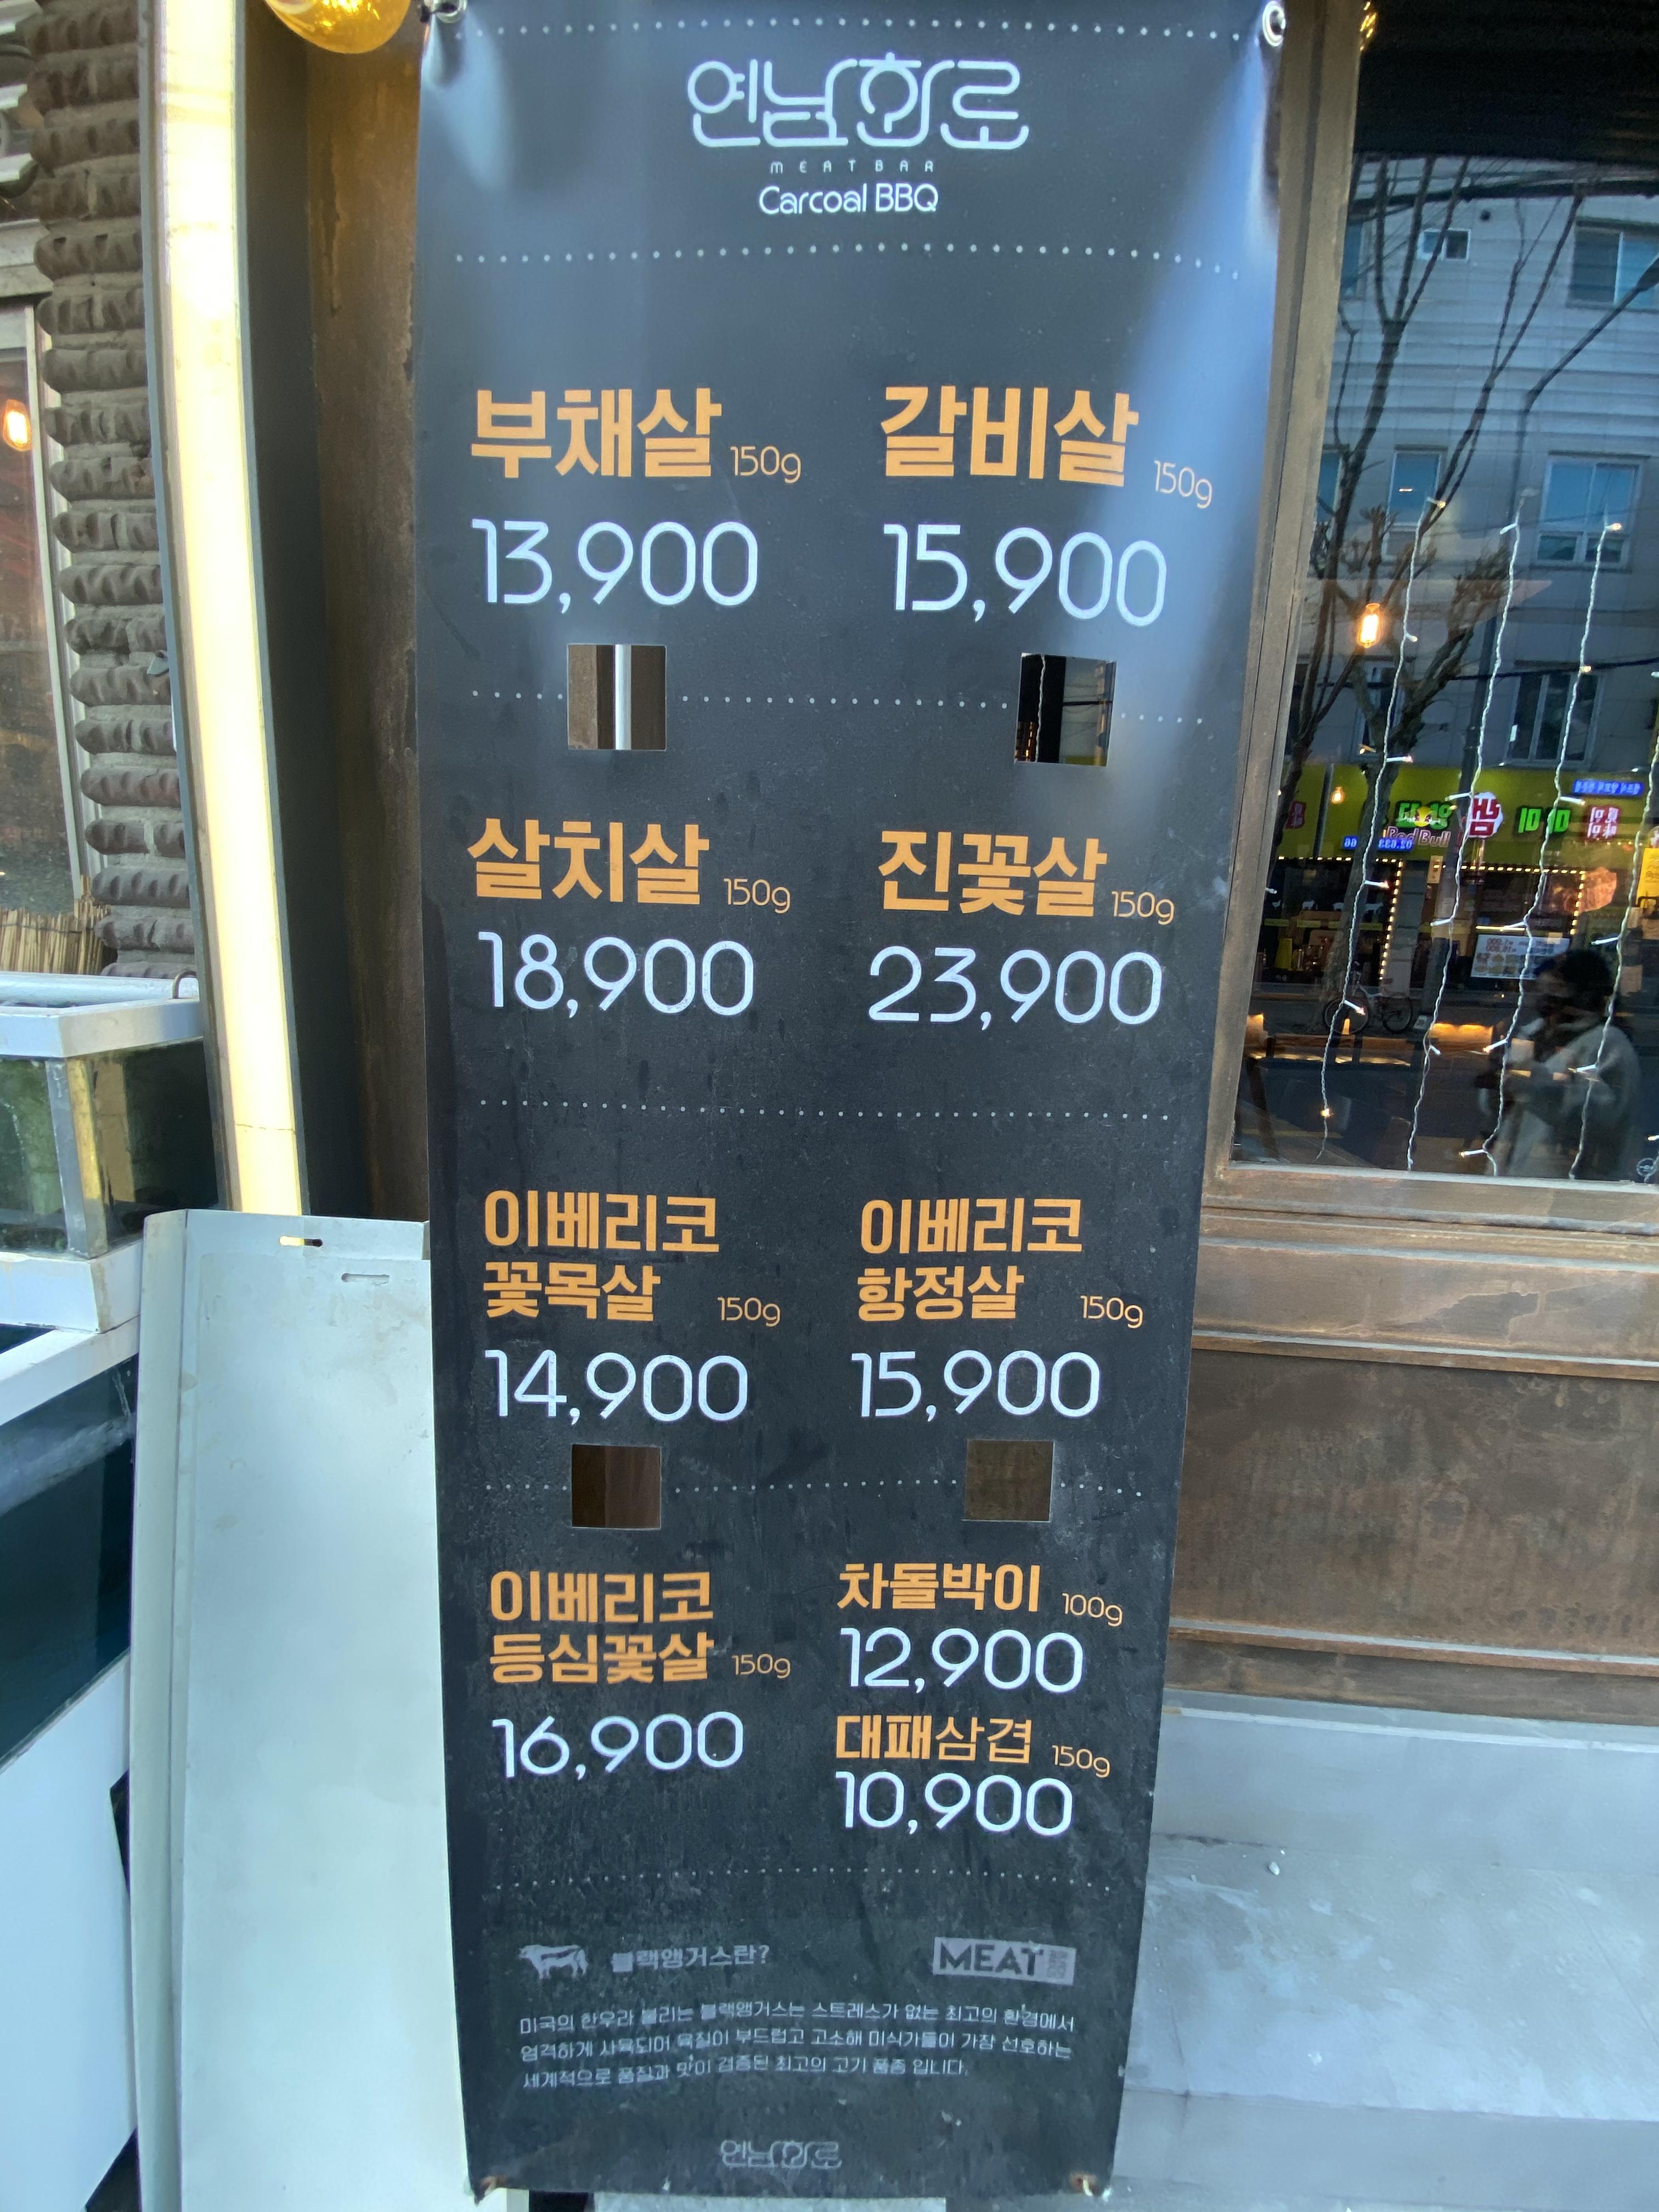 연남화로
MEATBAR
Carcoal BBQ
부채살 150g
13,900
갈비살 150g
15,900
살치살 150g
18,900
진꽃살 150g
23,900
이베리코
꽃목살 150g
14,900
이베리코
항정살 150g
15,900
이베리코
등심꽃살 150g
16,900
차돌박이 100g
12,900
대패삼겹 150g
10,900
블랙앵거스란?
MEAT
미국의 한우라 불리는 블랙앵거스는 스트레스가 없는 최고의 환경에서
엄격하게 사육되며 육질이 부드럽고 고소해 미식가들이 가장 선호하는
세계적으로 품질과 맛이 검증된 최고의 고기 품종 입니다.
연남화로
RedBull